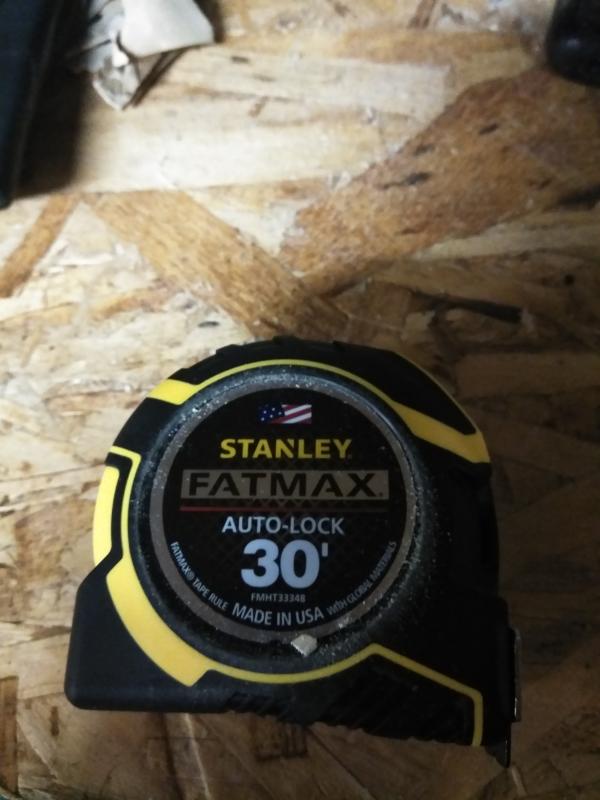 STANLEY®
FATMAX®
AUTO-LOCK
30'
FMHT33348
FATMAX® TAPE RULE MADE IN USA WITH GLOBAL MATERIALS